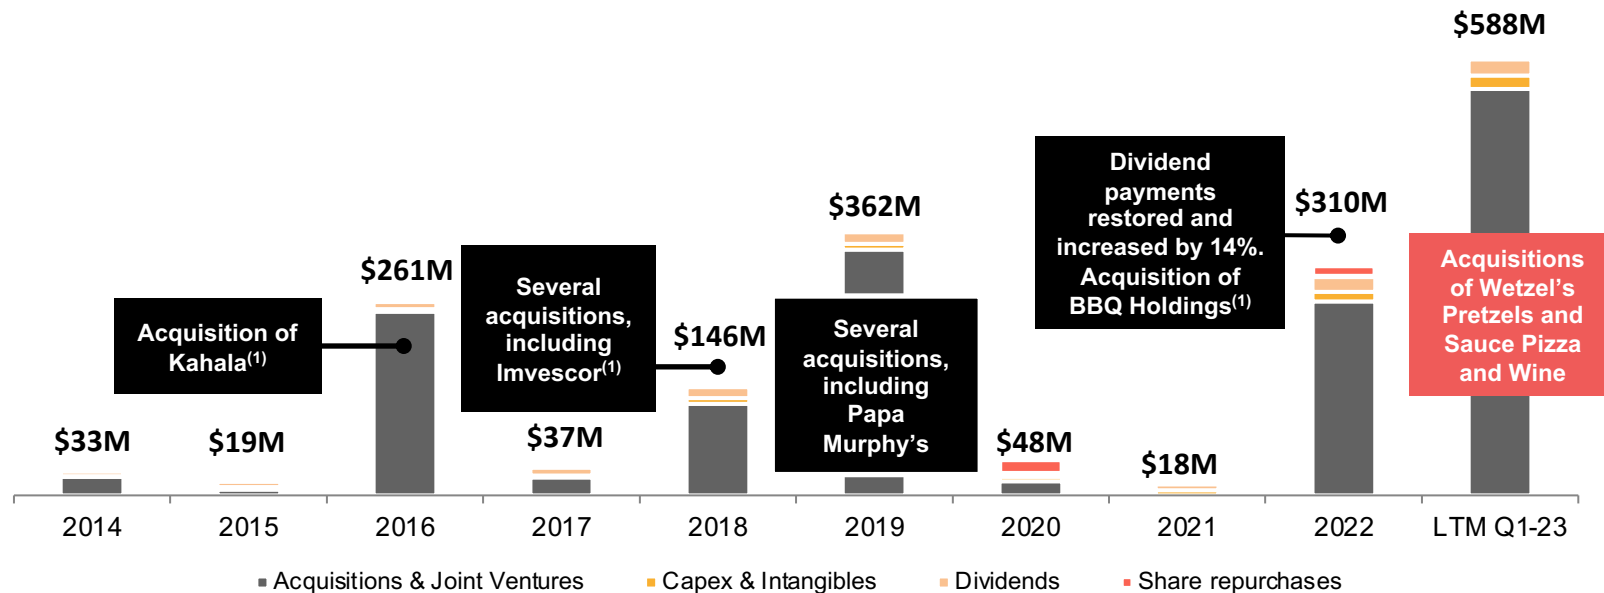 $588M
Dividend
payments
restored and
increased by 14%.
Acquisition of
BBQ Holdings(1)
$310M
$362M
Acquisitions
of Wetzel’s
Pretzels and
Sauce Pizza
and Wine
$261M
Several
acquisitions,
including
Imvescor(1)
$146M
Acquisition of
Kahala(1)
Several
acquisitions,
including
Papa
Murphy’s
$33M
$19M
$37M
$48M
$18M
2014
2015
2016
2017
2018
2019
2020
2021
2022
LTM Q1-23
Acquisitions & Joint Ventures
Capex & Intangibles
Dividends
Share repurchases